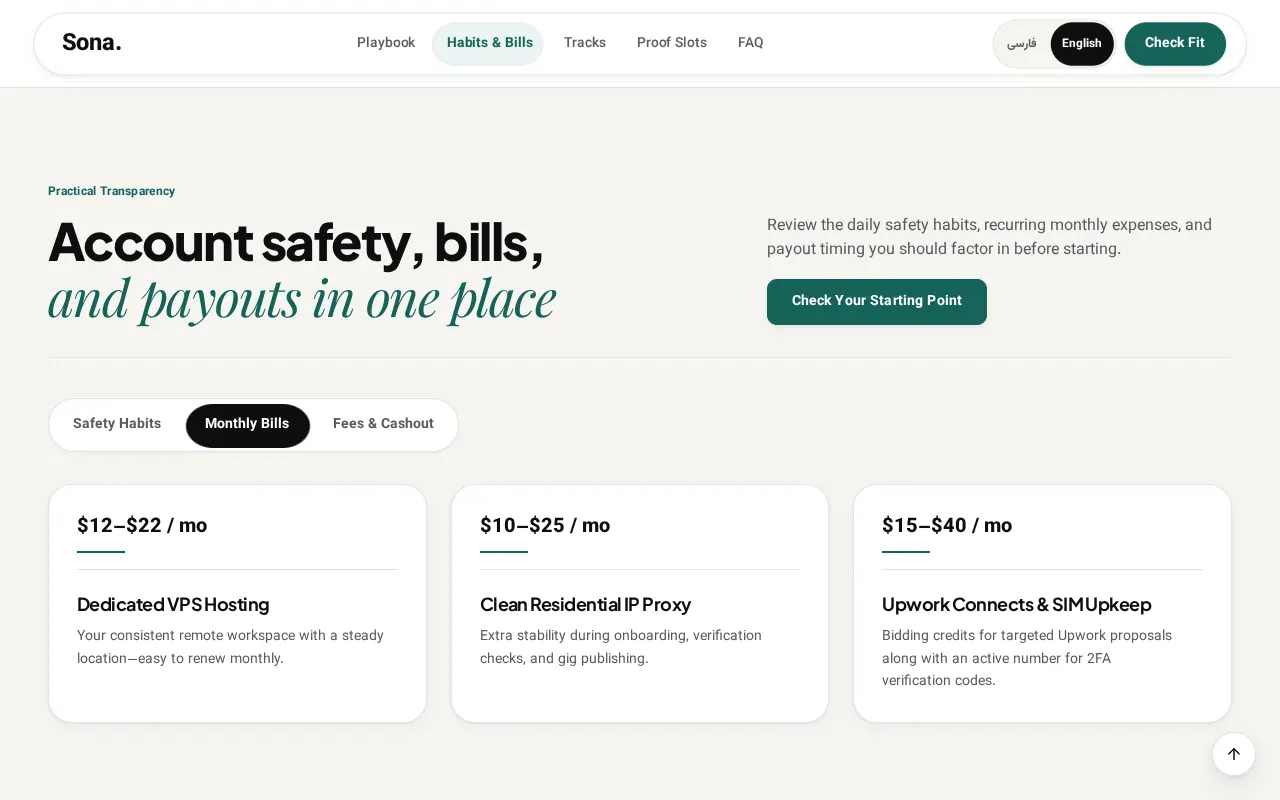 Sona.
Playbook
Habits & Bills
Tracks
Proof Slots
FAQ
فارسی
English
Check Fit
Practical Transparency
Account safety, bills,
and payouts in one place
Review the daily safety habits, recurring monthly expenses, and
payout timing you should factor in before starting.
Check Your Starting Point
Safety Habits
Monthly Bills
Fees & Cashout
$12–$22 / mo
Dedicated VPS Hosting
Your consistent remote workspace with a steady
location—easy to renew monthly.
$10–$25 / mo
Clean Residential IP Proxy
Extra stability during onboarding, verification
checks, and gig publishing.
$15–$40 / mo
Upwork Connects & SIM Upkeep
Bidding credits for targeted Upwork proposals
along with an active number for 2FA
verification codes.